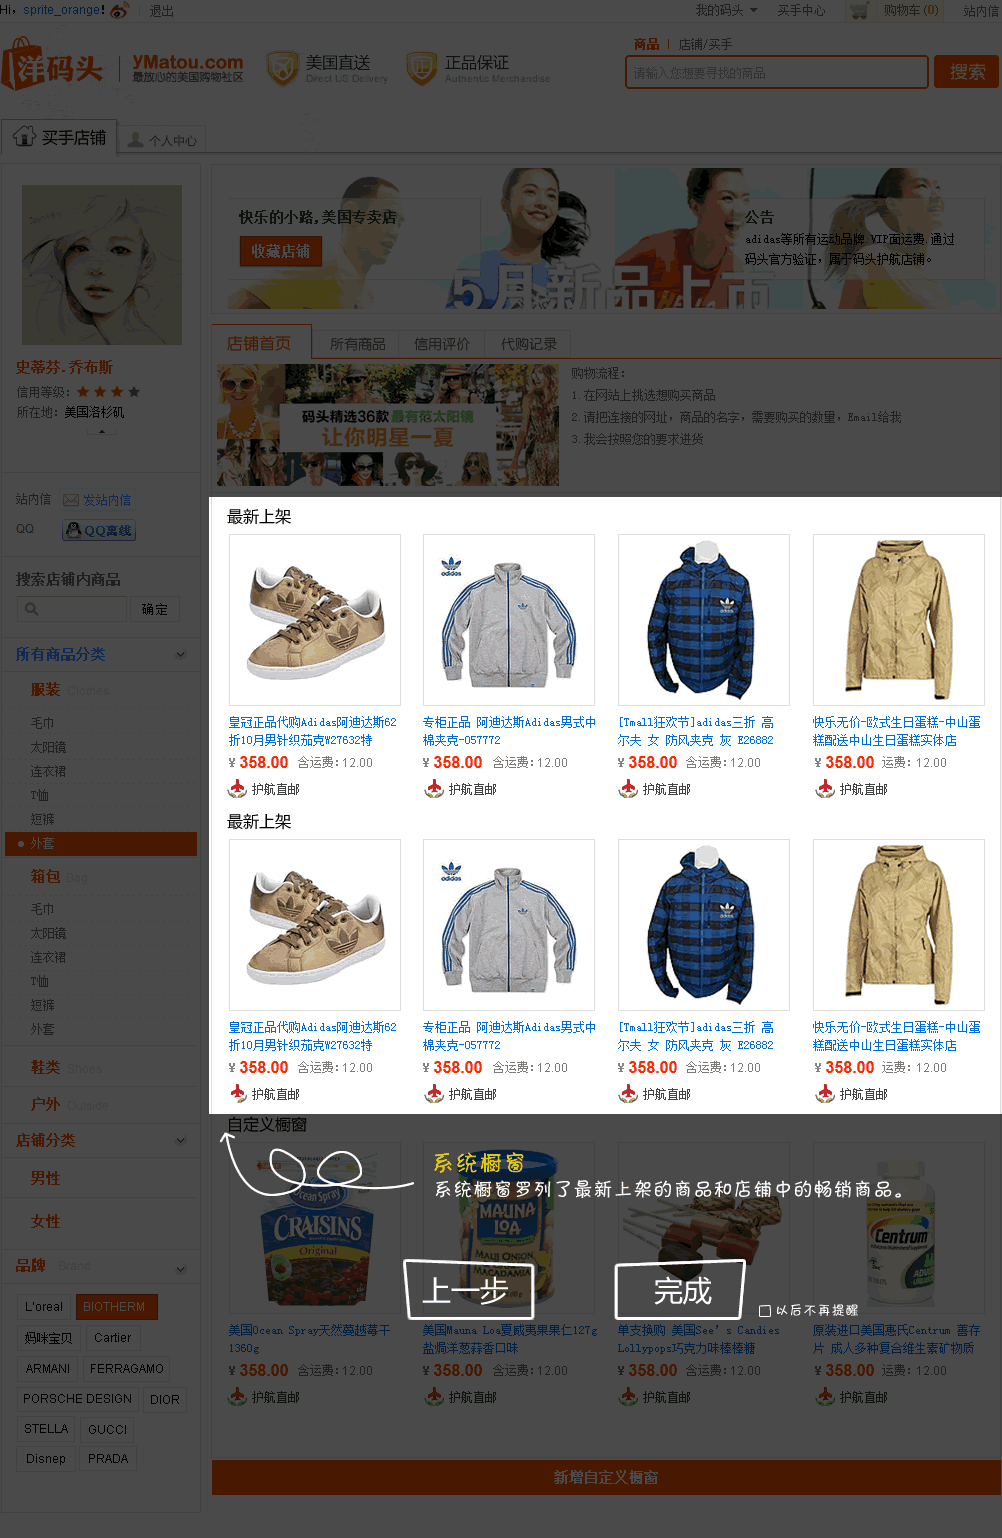 Hi，sprite_orange! 退出 我的码头 买手中心 购物车(0) 站内信
洋码头 YMatou.com 最放心的美国购物社区
美国直送 Direct US Delivery 正品保证 Authentic Merchandise
商品 | 店铺/买手
请输入您想要寻找的商品 搜索
买手店铺 个人中心
快乐的小路,美国专卖店
收藏店铺
公告
adidas等所有运动品牌 VIP面运费.通过
码头官方验证，属于码头护航店铺。
5月新品上市
史蒂芬.乔布斯
信用等级：
所在地：美国洛杉矶
站内信 发站内信
QQ QQ离线
搜索店铺内商品
确定
所有商品分类
服装 Clothes
毛巾
太阳镜
连衣裙
T恤
短裤
外套
箱包 Bag
毛巾
太阳镜
连衣裙
T恤
短裤
外套
鞋类 Shoes
户外 Outside
店铺分类
男性
女性
品牌 Brand
L'oreal BIOTHERM
妈咪宝贝 Cartier
ARMANI FERRAGAMO
PORSCHE DESIGN DIOR
STELLA GUCCI
Disnep PRADA
店铺首页 所有商品 信用评价 代购记录
码头精选36款最有范太阳镜
让你明星一夏
购物流程：
1.在网站上挑选想购买商品
2.请把连接的网址，商品的名字，需要购买的数量，Email给我
3.我会按照您的要求进货
最新上架
adidas
皇冠正品代购Adidas阿迪达斯62
折10月男针织茄克W27632特
¥ 358.00 含运费：12.00
护航直邮
专柜正品 阿迪达斯Adidas男式中
棉夹克-057772
¥ 358.00 含运费：12.00
护航直邮
[Tmall狂欢节]adidas三折 高
尔夫 女 防风夹克 灰 E26882
¥ 358.00 含运费：12.00
护航直邮
快乐无价-欧式生日蛋糕-中山蛋
糕配送中山生日蛋糕实体店
¥ 358.00 运费：12.00
护航直邮
最新上架
adidas
皇冠正品代购Adidas阿迪达斯62
折10月男针织茄克W27632特
¥ 358.00 含运费：12.00
护航直邮
专柜正品 阿迪达斯Adidas男式中
棉夹克-057772
¥ 358.00 含运费：12.00
护航直邮
[Tmall狂欢节]adidas三折 高
尔夫 女 防风夹克 灰 E26882
¥ 358.00 含运费：12.00
护航直邮
快乐无价-欧式生日蛋糕-中山蛋
糕配送中山生日蛋糕实体店
¥ 358.00 运费：12.00
护航直邮
自定义橱窗
系统橱窗
系统橱窗罗列了最新上架的商品和店铺中的畅销商品。
Ocean Spray
CRAISINS
Original
MAUNA
LOA
MAUI ONION
MACADAMIA
Centrum
上一步 完成 以后不再提醒
美国Ocean Spray天然蔓越莓干
1360g
¥ 358.00 含运费：12.00
护航直邮
美国Mauna Loa夏威夷果果仁127g
盐焗洋葱蒜香口味
¥ 358.00 含运费：12.00
护航直邮
单支换购 美国See’s Candies
Lollypops巧克力味棒棒糖
¥ 358.00 含运费：12.00
护航直邮
原装进口美国惠氏Centrum 善存
片 成人多种复合维生素矿物质
¥ 358.00 运费：12.00
护航直邮
新增自定义橱窗